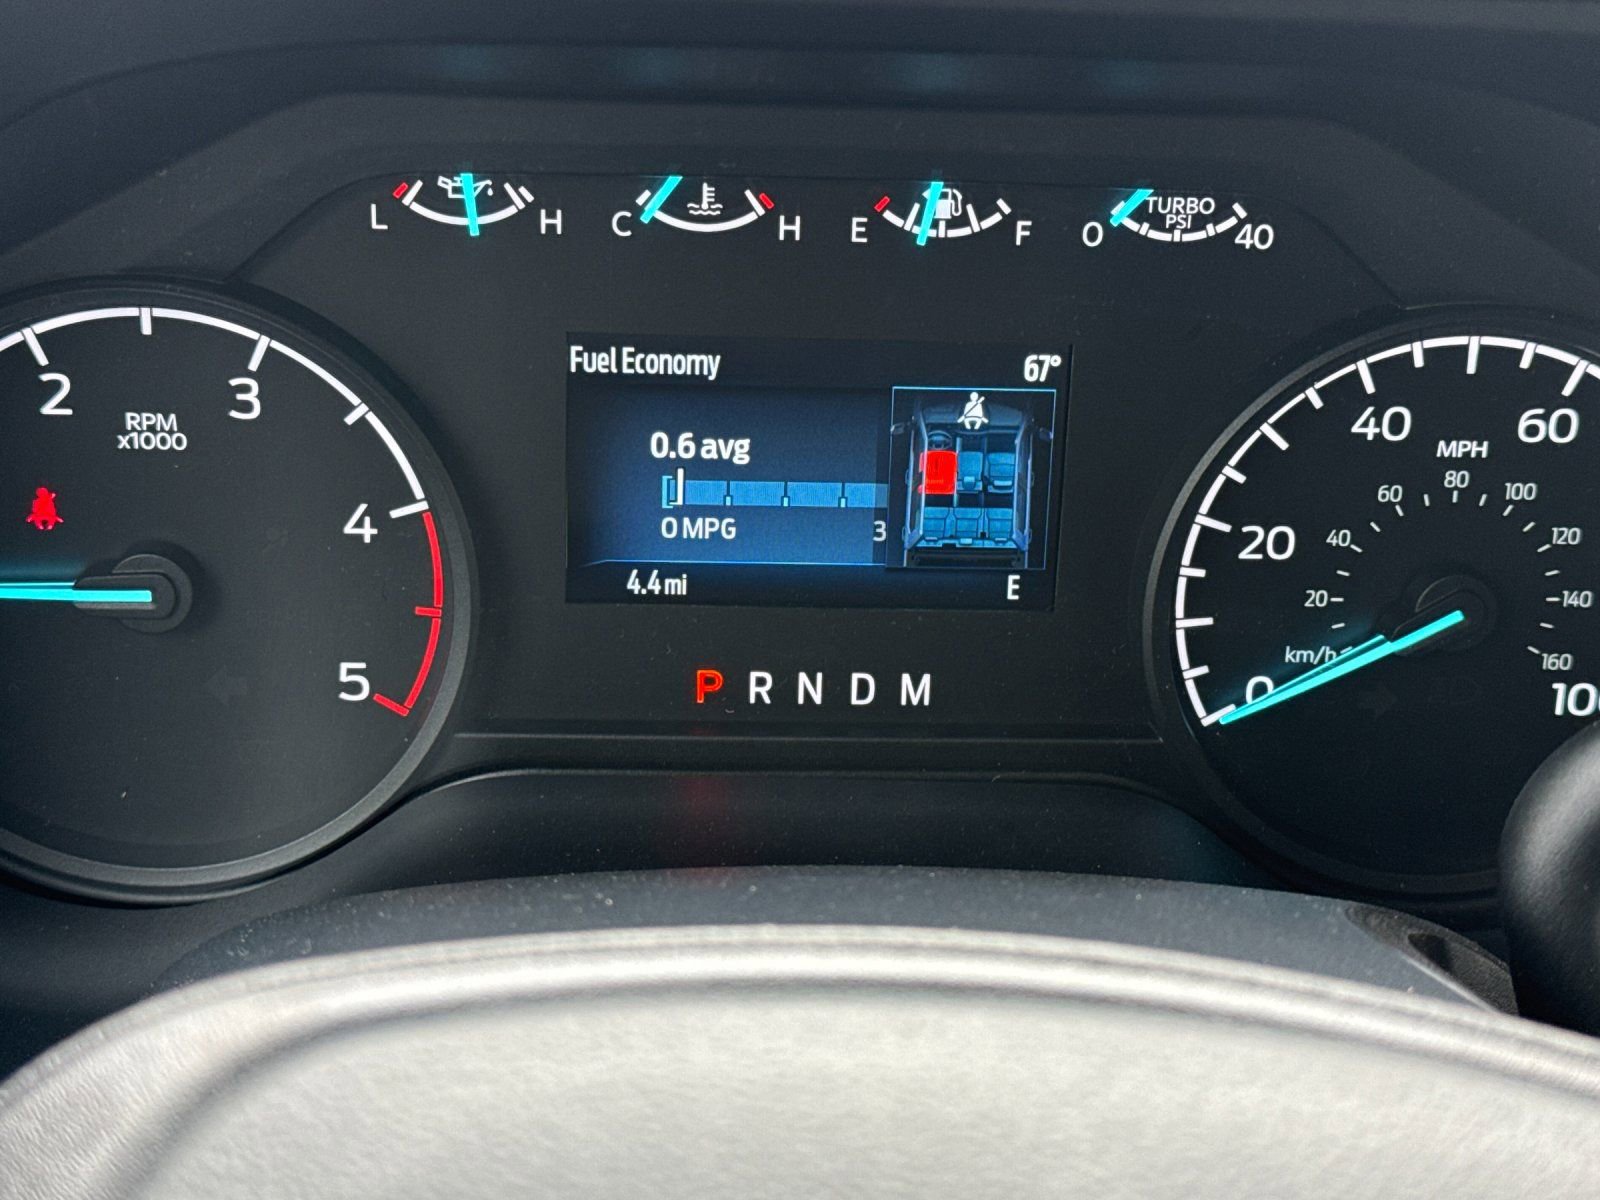 L H
C H
E F
0 TURBO PSI 40
2
3
RPM
x1000
4
5
Fuel Economy 67°
0.6 avg
0 MPG 3
4.4 mi E
P R N D M
0
20
40
60
100
MPH
km/h
20
40
60
80
100
120
140
160